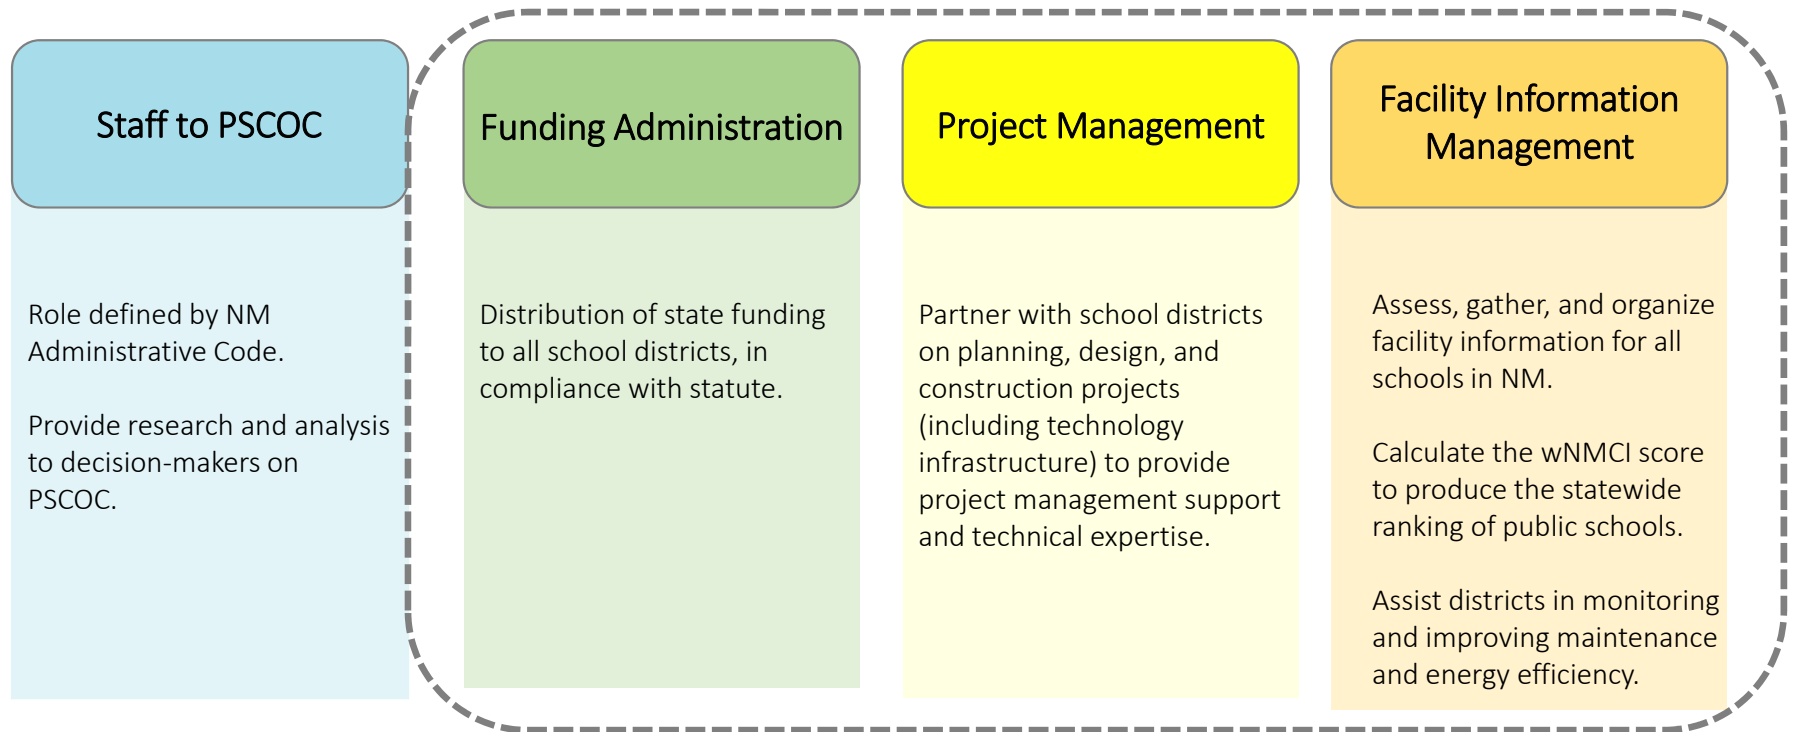 Staff to PSCOC
Role defined by NM
Administrative Code.
Provide research and analysis
to decision-makers on
PSCOC.
Funding Administration
Distribution of state funding
to all school districts, in
compliance with statute.
Project Management
Partner with school districts
on planning, design, and
construction projects
(including technology
infrastructure) to provide
project management support
and technical expertise.
Facility Information
Management
Assess, gather, and organize
facility information for all
schools in NM.
Calculate the wNMCI score
to produce the statewide
ranking of public schools.
Assist districts in monitoring
and improving maintenance
and energy efficiency.